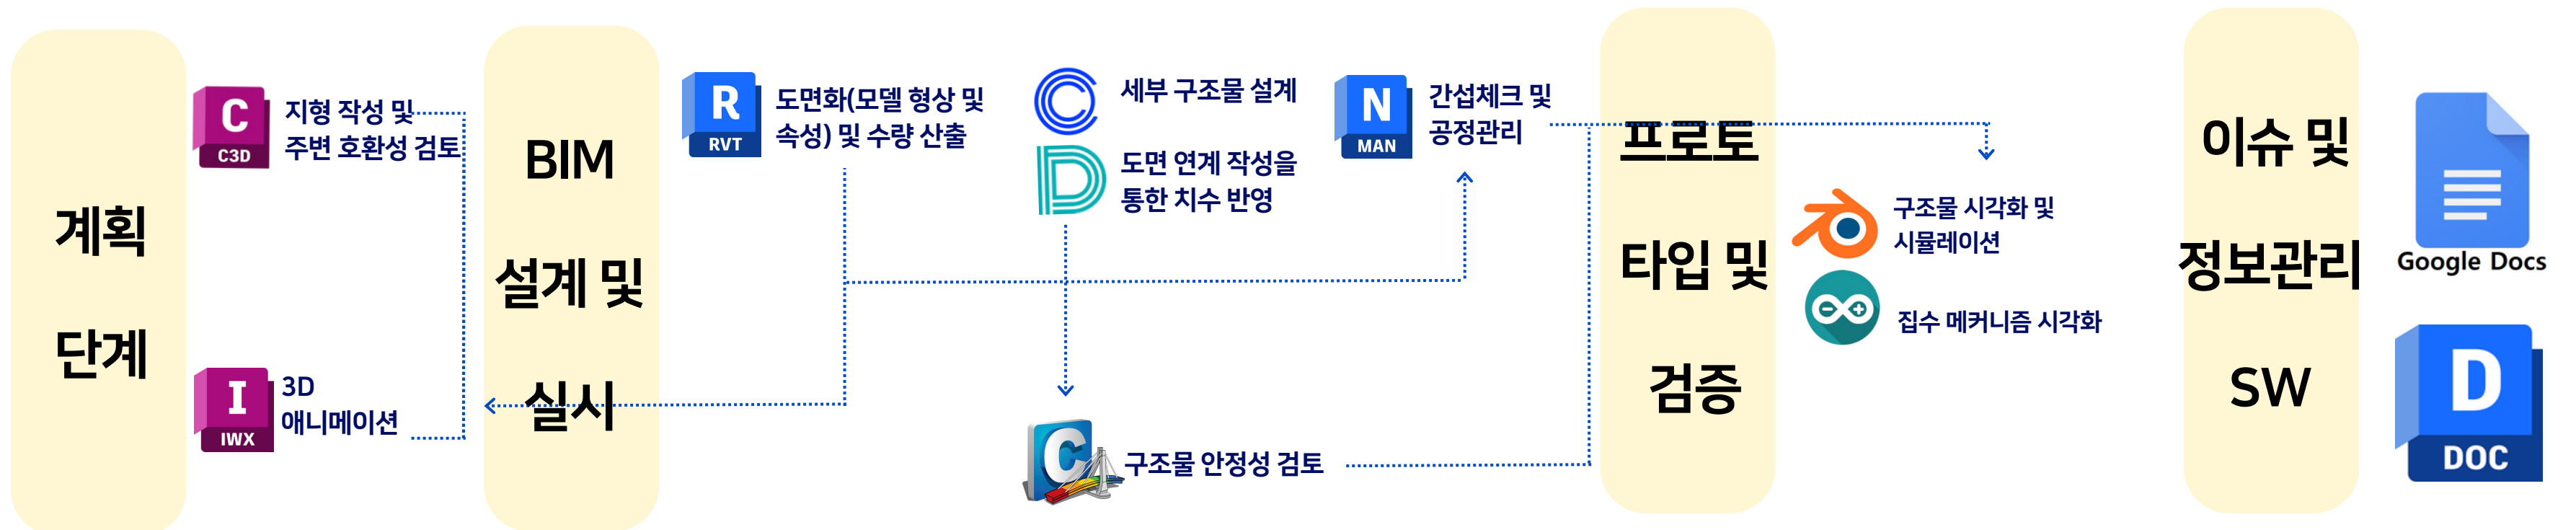 계획
단계
C
C3D
지형 작성 및
주변 호환성 검토
I
IWX
3D
애니메이션
BIM
설계 및
실시
R
RVT
도면화(모델 형상 및
속성) 및 수량 산출
C
세부 구조물 설계
D
도면 연계 작성을
통한 치수 반영
C
구조물 안정성 검토
N
MAN
간섭체크 및
공정관리
프로토
타입 및
검증
구조물 시각화 및
시뮬레이션
집수 메커니즘 시각화
이슈 및
정보관리
SW
Google Docs
D
DOC